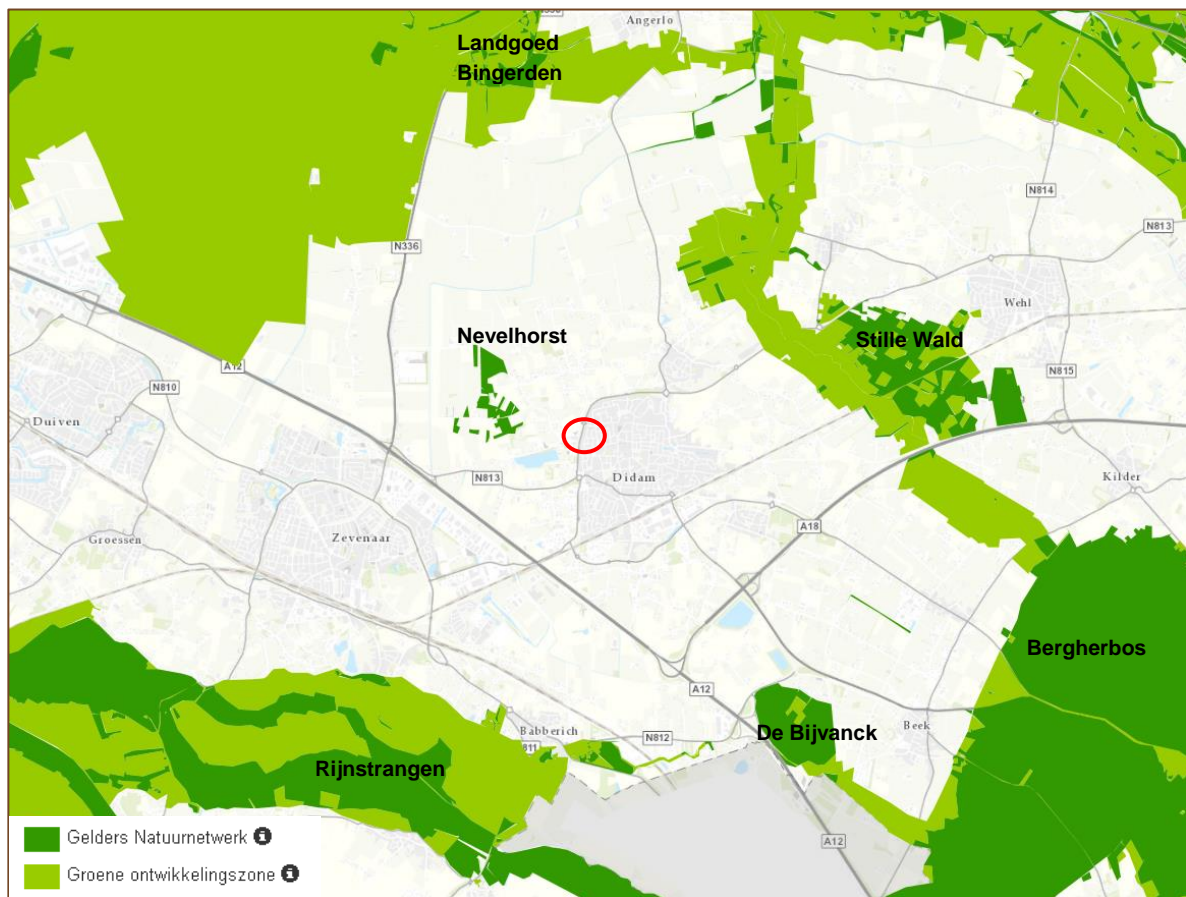 N338
Angerlo
Landgoed
Bingerden
N814
N813
N336
Wehl
Nevelhorst
Stille Wald
A12
N810
N815
Duiven
N813
Didam
Kilder
A18
Zevenaar
Groessen
Bergherbos
A12
Babberich
N812
De Bijvanck
Beek
811
Rijnstrangen
Gelders Natuurnetwerk
A12
Groene ontwikkelingszone